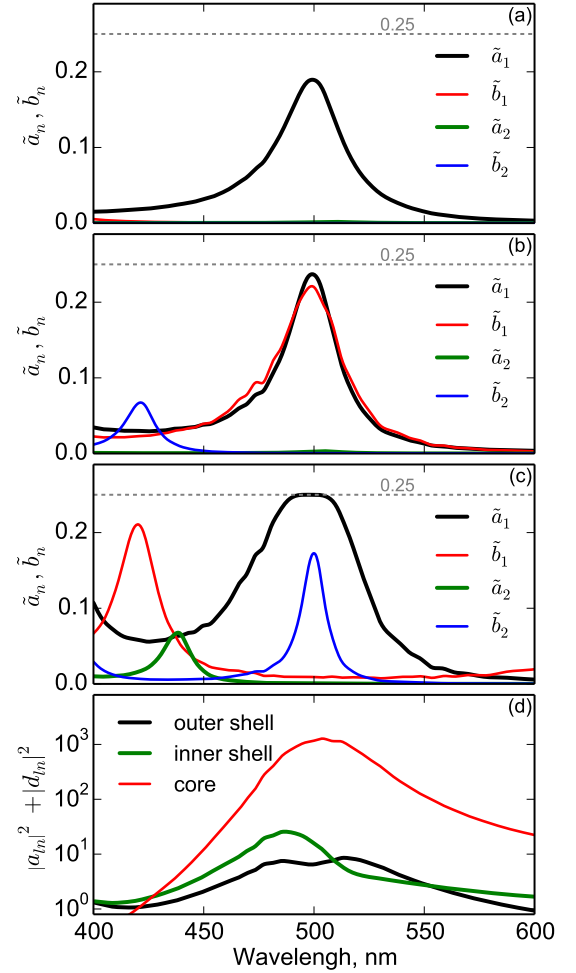 (a)
0.25
0.2
0.1
0.0
ãₙ, b̃ₙ
ã₁
b̃₁
ã₂
b̃₂
(b)
0.25
0.2
0.1
0.0
ãₙ, b̃ₙ
ã₁
b̃₁
ã₂
b̃₂
(c)
0.25
0.2
0.1
0.0
ãₙ, b̃ₙ
ã₁
b̃₁
ã₂
b̃₂
(d)
outer shell
inner shell
core
10³
10²
10¹
10⁰
|aₗₙ|² + |dₗₙ|²
400 450 500 550 600
Wavelengh, nm